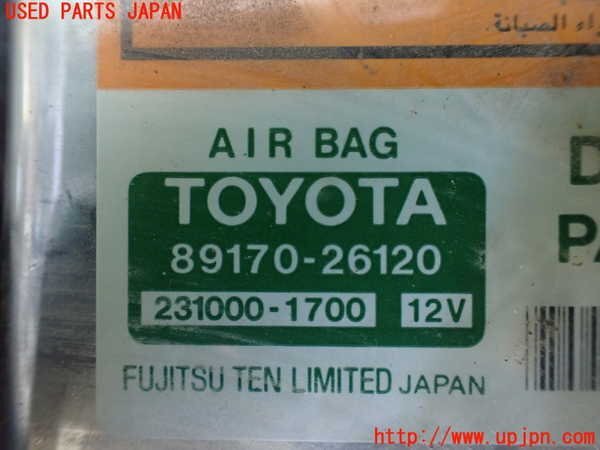 USED PARTS JAPAN
راء الصيانة.
AIR BAG
TOYOTA
89170-26120
231000-1700 12V
FUJITSU TEN LIMITED JAPAN
http://www.upjpn.com